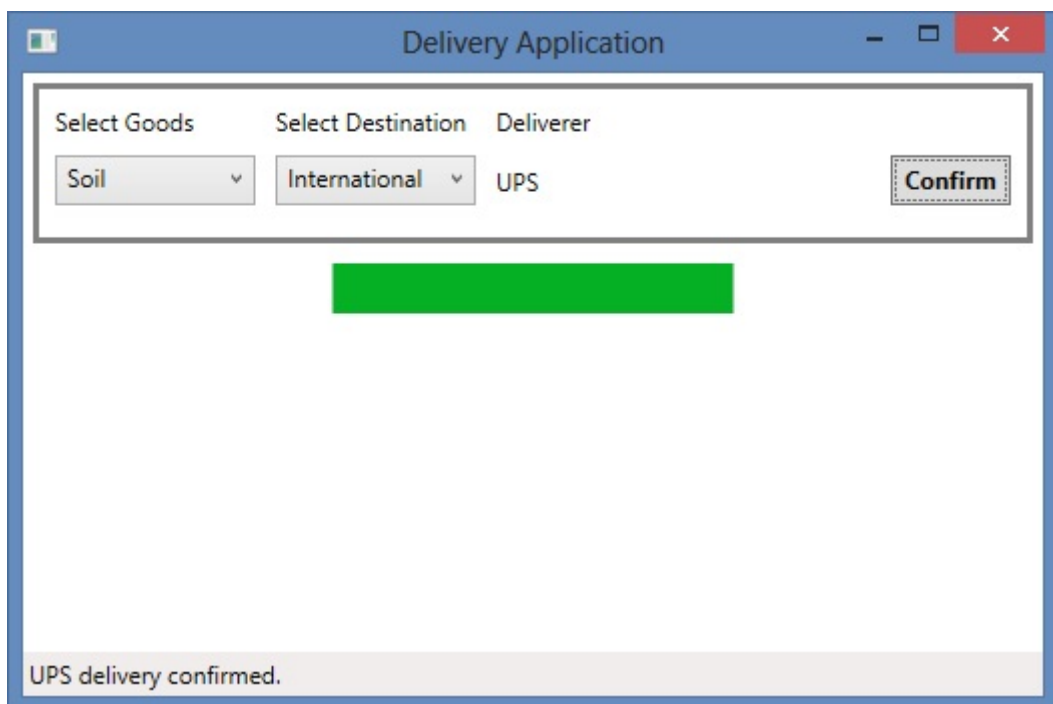 Delivery Application
Select Goods Select Destination Deliverer
Soil International UPS Confirm
UPS delivery confirmed.